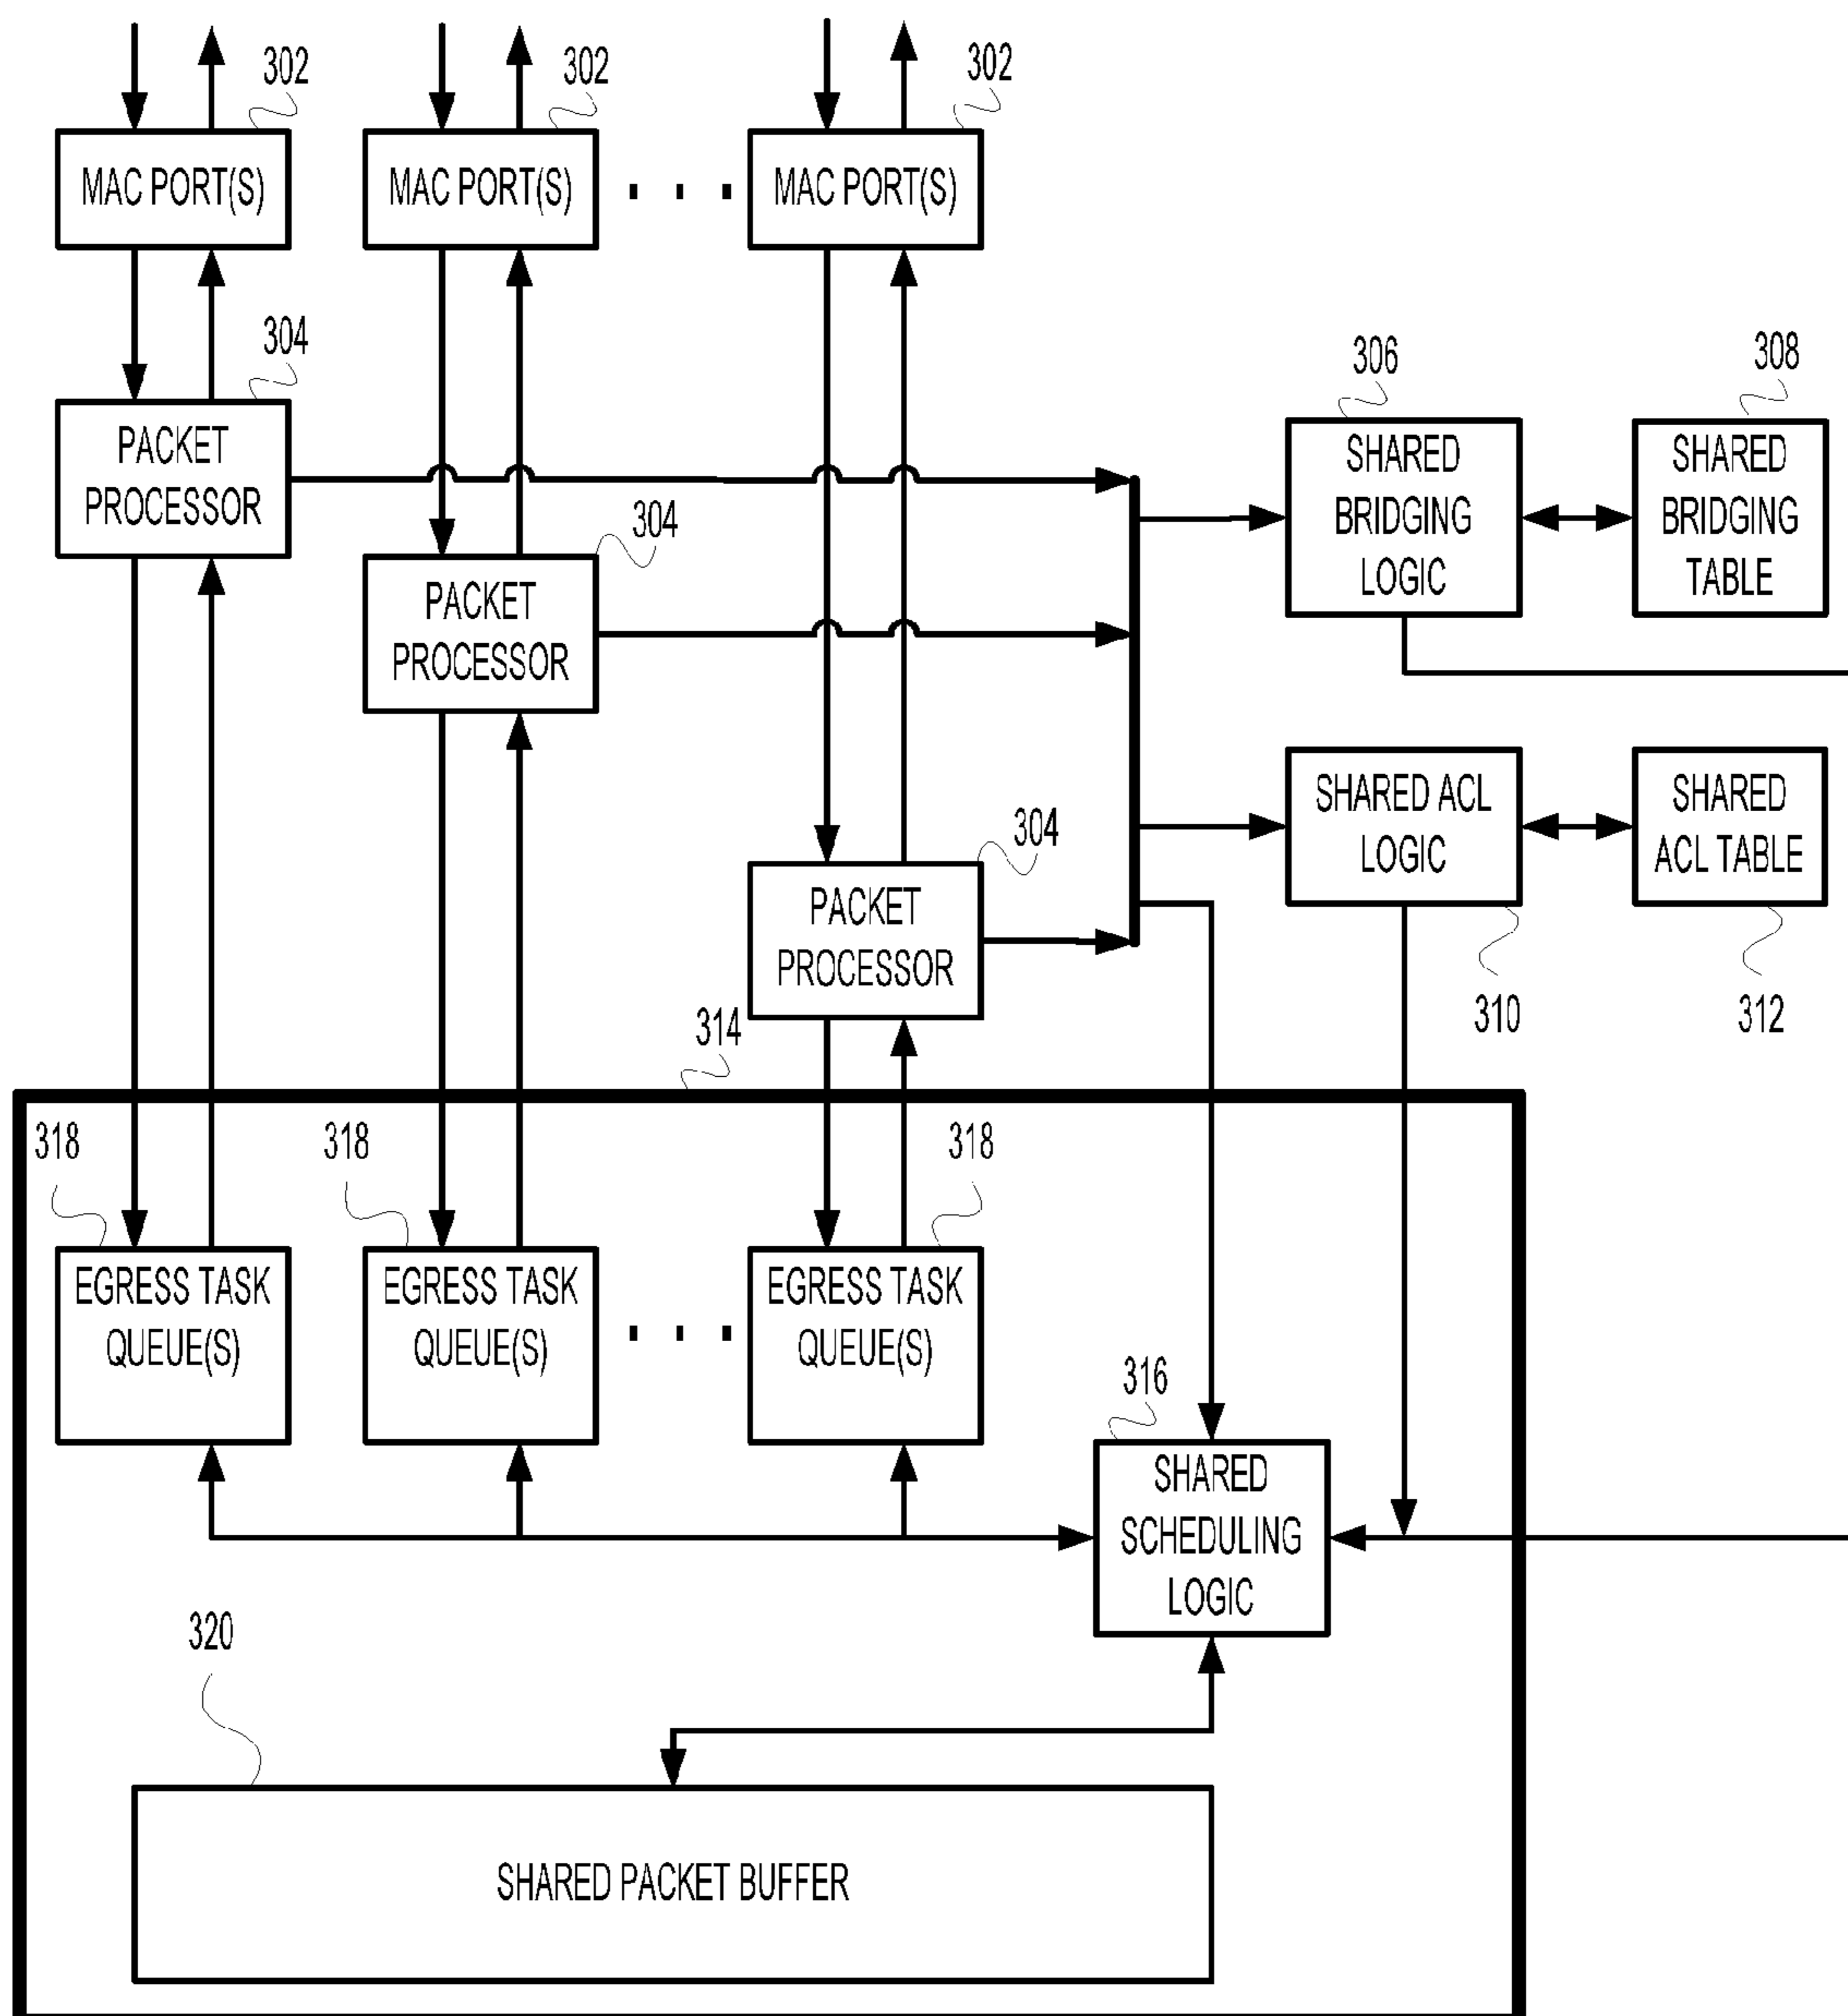 302
302
302
MAC PORT(S)
MAC PORT(S)
. . .
MAC PORT(S)
304
PACKET
PROCESSOR
304
PACKET
PROCESSOR
304
PACKET
PROCESSOR
306
SHARED
BRIDGING
LOGIC
308
SHARED
BRIDGING
TABLE
SHARED ACL
LOGIC
310
SHARED
ACL TABLE
312
314
318
EGRESS TASK
QUEUE(S)
318
EGRESS TASK
QUEUE(S)
. . .
318
EGRESS TASK
QUEUE(S)
316
SHARED
SCHEDULING
LOGIC
320
SHARED PACKET BUFFER